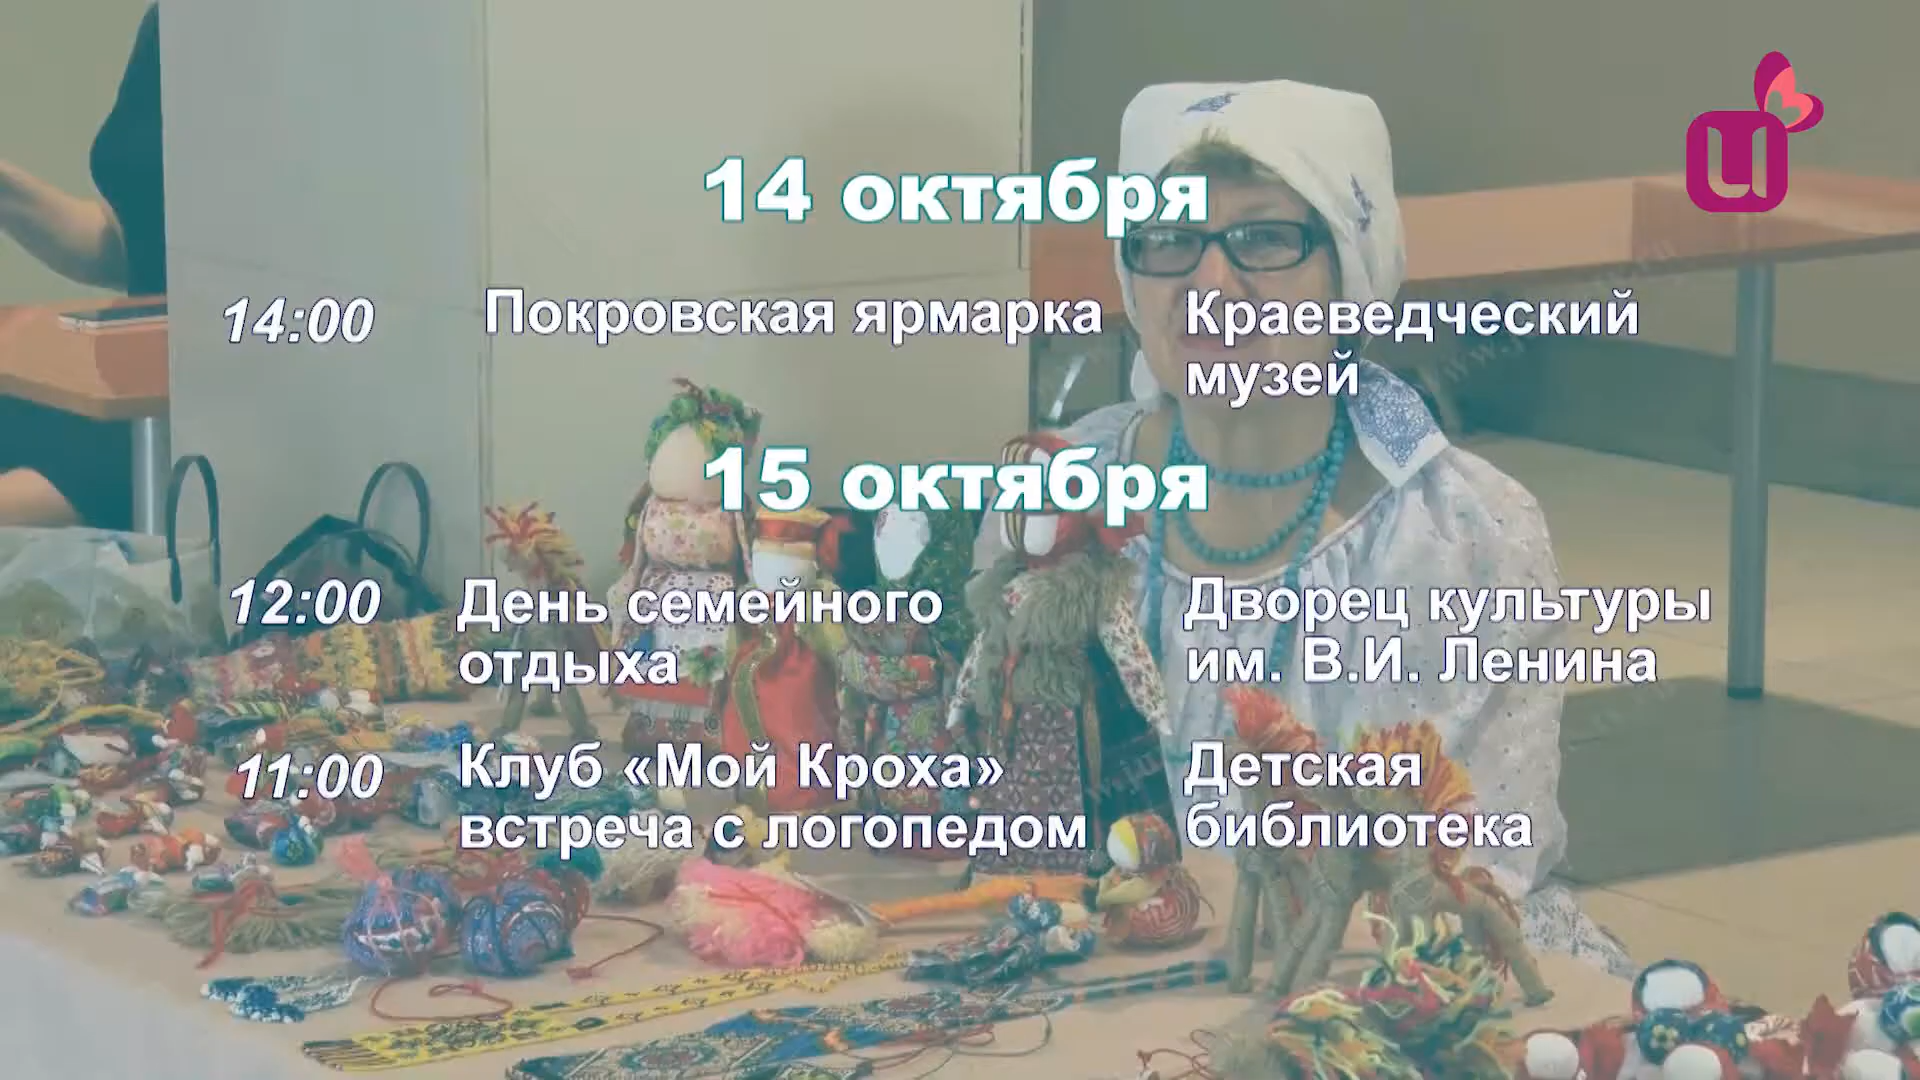 14 октября
14:00 Покровская ярмарка Краеведческий
музей
15 октября
12:00 День семейного Дворец культуры
отдыха им. В.И. Ленина
11:00 Клуб «Мой Кроха» Детская
встреча с логопедом библиотека